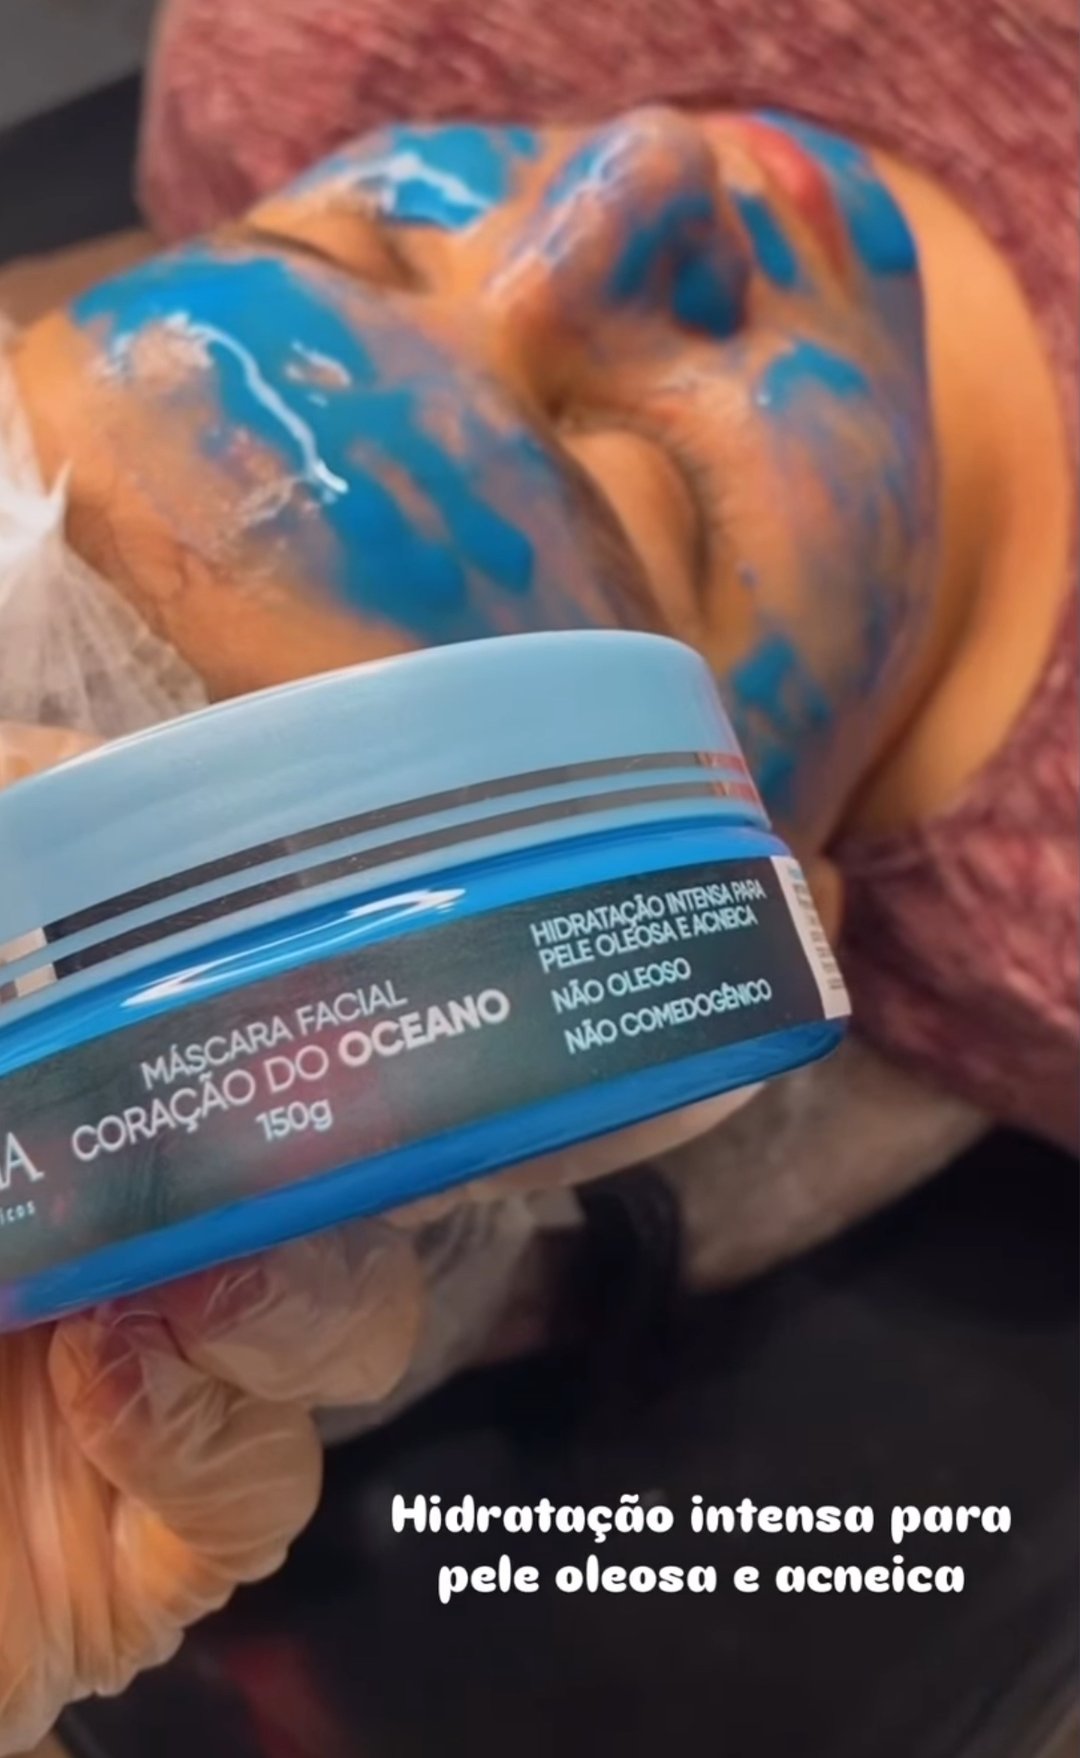 MÁSCARA FACIAL
CORAÇÃO DO OCEANO
150g
HIDRATAÇÃO INTENSA PARA
PELE OLEOSA E ACNEICA
NÃO OLEOSO
NÃO COMEDOGÊNICO
Hidratação intensa para
pele oleosa e acneica